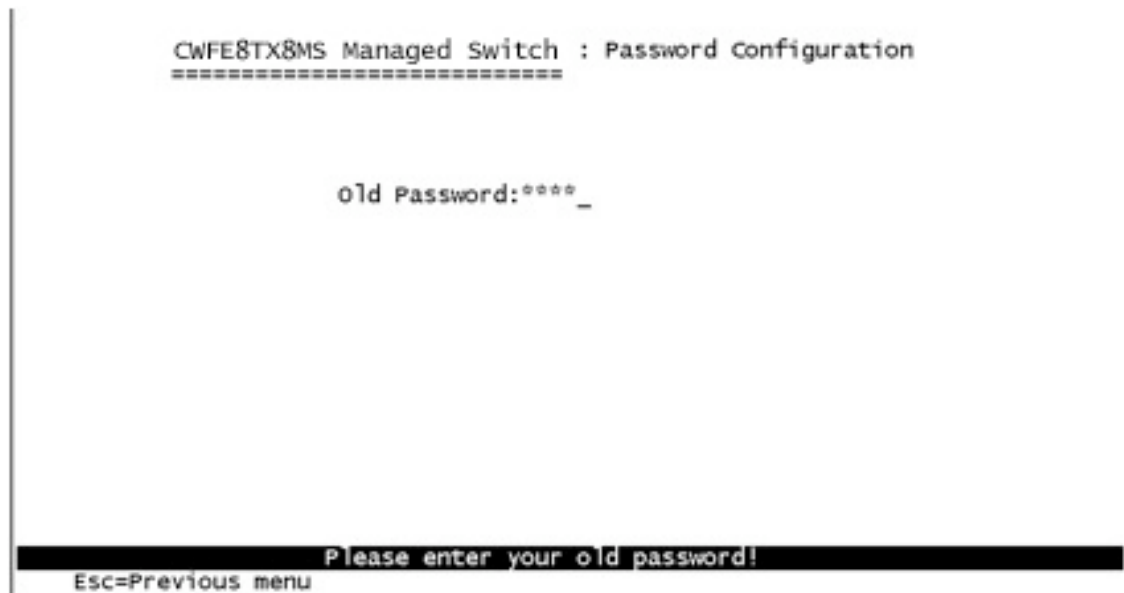 CWFE8TX8MS Managed Switch : Password Configuration
============================
Old Password:****_
Please enter your old password!
Esc=Previous menu